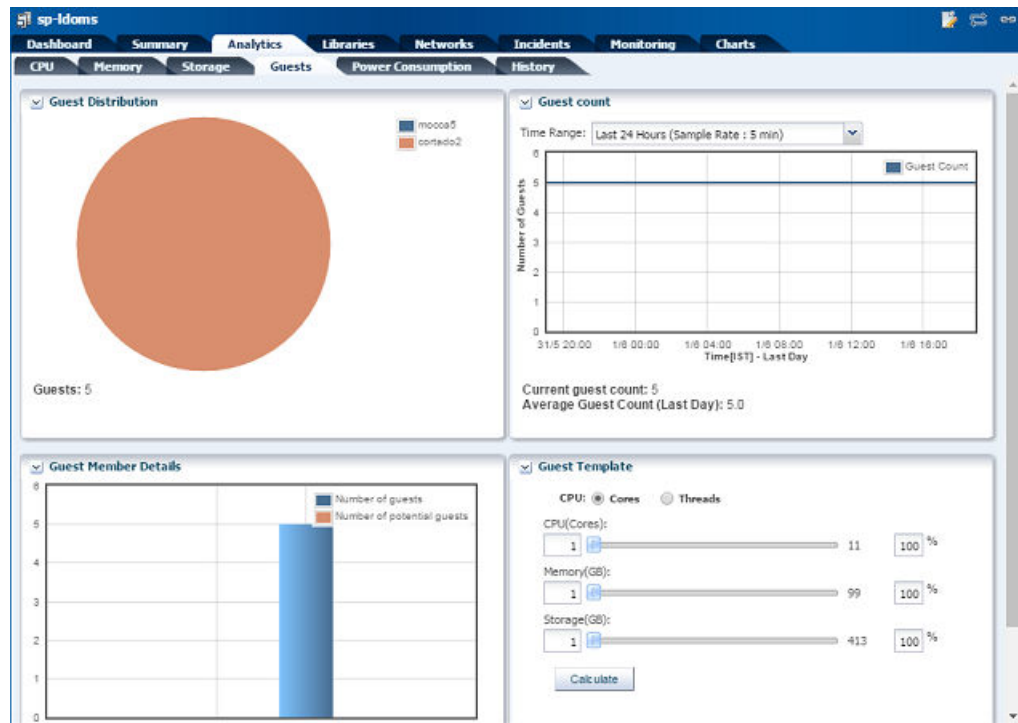 sp-ldoms
Dashboard Summary Analytics Libraries Networks Incidents Monitoring Charts
CPU Memory Storage Guests Power Consumption History
Guest Distribution
mocca5
cortado2
Guests: 5
Guest count
Time Range: Last 24 Hours (Sample Rate : 5 min)
Guest Count
Number of Guests
6
5
4
3
2
1
0
31/5 20:00 1/6 00:00 1/6 04:00 1/6 08:00 1/6 12:00 1/6 16:00
Time[IST] - Last Day
Current guest count: 5
Average Guest Count (Last Day): 5.0
Guest Member Details
Number of guests
Number of potential guests
6
5
4
3
2
1
0
Guest Template
CPU: Cores Threads
CPU(Cores):
1 11 100 %
Memory(GB):
1 99 100 %
Storage(GB):
1 413 100 %
Calculate